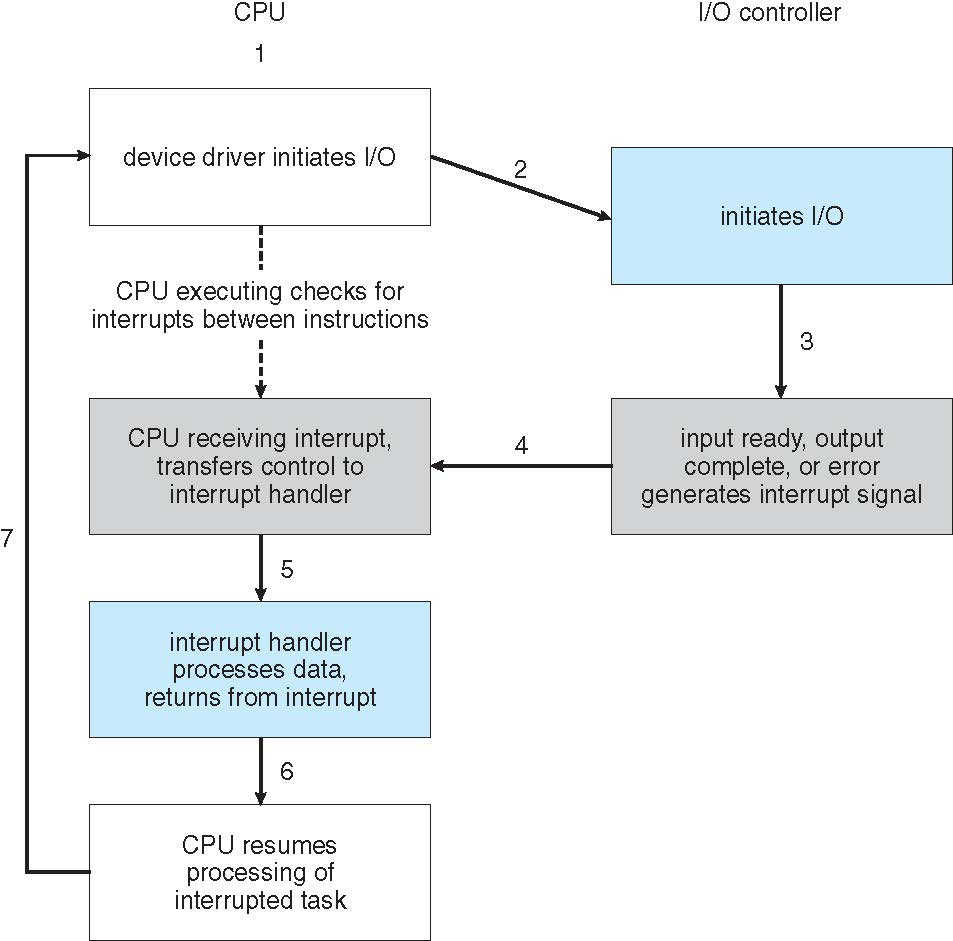 CPU
I/O controller
1
device driver initiates I/O
2
initiates I/O
CPU executing checks for
interrupts between instructions
3
CPU receiving interrupt,
transfers control to
interrupt handler
4
input ready, output
complete, or error
generates interrupt signal
5
7
interrupt handler
processes data,
returns from interrupt
6
CPU resumes
processing of
interrupted task